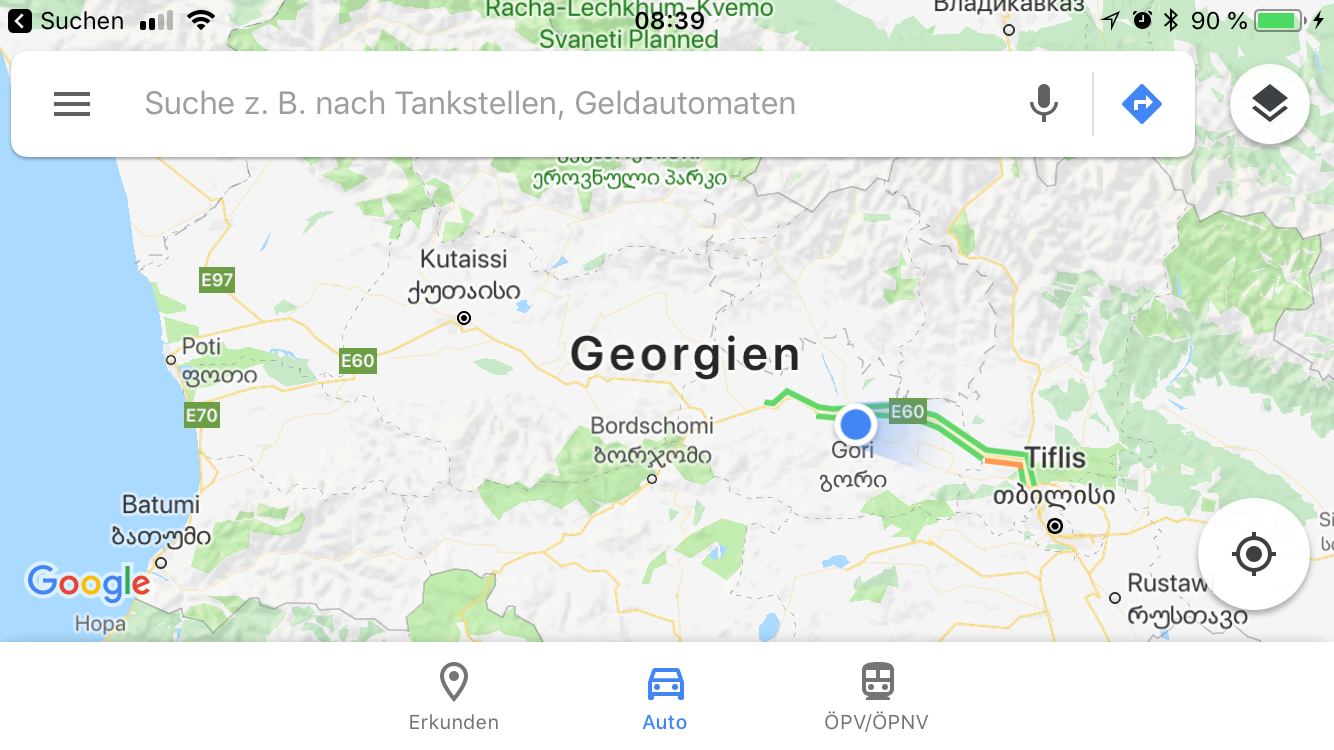 Suchen
08:39
90 %
Racha-Lechkhum-Kvemo
Svaneti Planned
Владикавказ
Suche z. B. nach Tankstellen, Geldautomaten
ეროვნული პარკი
Kutaissi
ქუთაისი
E97
Georgien
Poti
ფოთი
E60
E70
E60
Bordschomi
ბორჯომი
Gori
გორი
Tiflis
თბილისი
Batumi
ბათუმი
Google
Hopa
Rustaw
რუსთავი
Erkunden
Auto
ÖPV/ÖPNV